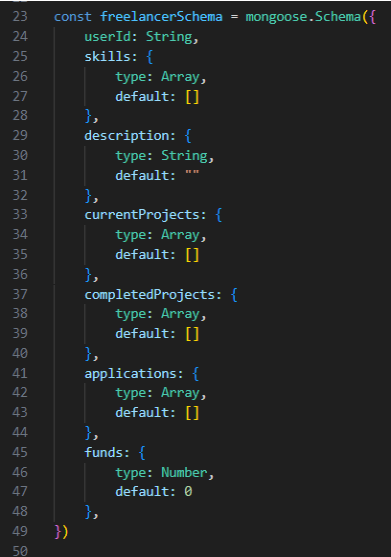 23 const freelancerSchema = mongoose.Schema({
24     userId: String,
25     skills: {
26         type: Array,
27         default: []
28     },
29     description: {
30         type: String,
31         default: ""
32     },
33     currentProjects: {
34         type: Array,
35         default: []
36     },
37     completedProjects: {
38         type: Array,
39         default: []
40     },
41     applications: {
42         type: Array,
43         default: []
44     },
45     funds: {
46         type: Number,
47         default: 0
48     },
49 })
50